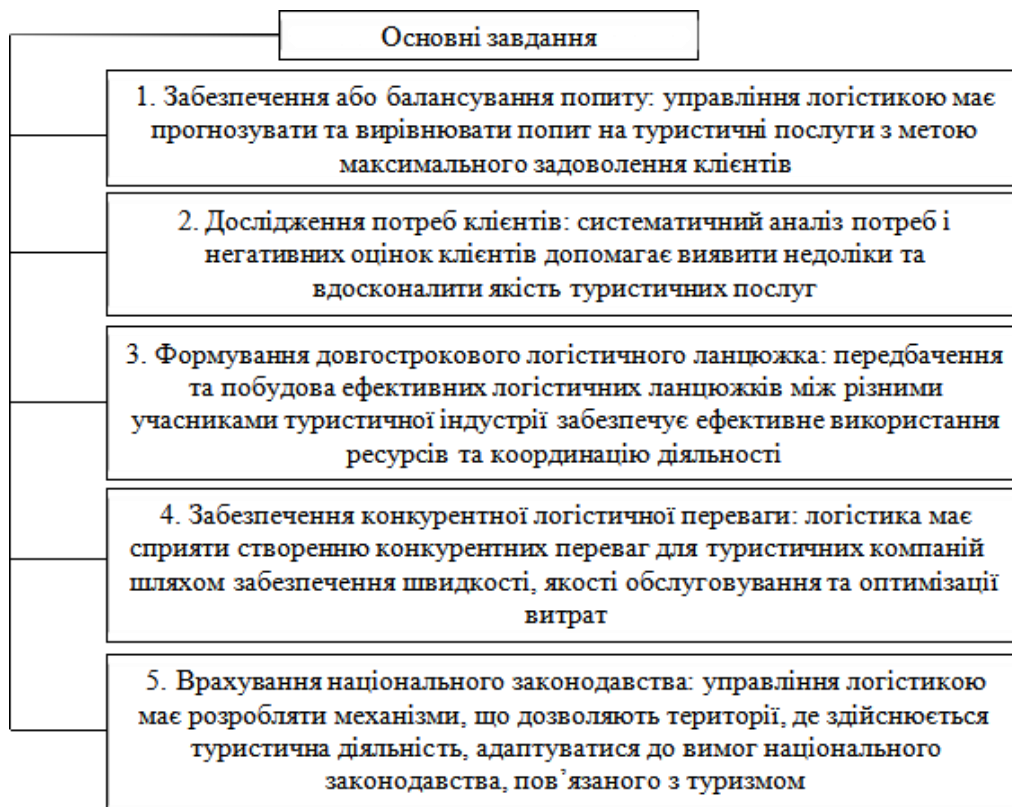 Основні завдання
1. Забезпечення або балансування попиту: управління логістикою має
прогнозувати та вирівнювати попит на туристичні послуги з метою
максимального задоволення клієнтів
2. Дослідження потреб клієнтів: систематичний аналіз потреб і
негативних оцінок клієнтів допомагає виявити недоліки та
вдосконалити якість туристичних послуг
3. Формування довгострокового логістичного ланцюжка: передбачення
та побудова ефективних логістичних ланцюжків між різними
учасниками туристичної індустрії забезпечує ефективне використання
ресурсів та координацію діяльності
4. Забезпечення конкурентної логістичної переваги: логістика має
сприяти створенню конкурентних переваг для туристичних компаній
шляхом забезпечення швидкості, якості обслуговування та оптимізації
витрат
5. Врахування національного законодавства: управління логістикою
має розробляти механізми, що дозволяють території, де здійснюється
туристична діяльність, адаптуватися до вимог національного
законодавства, пов’язаного з туризмом